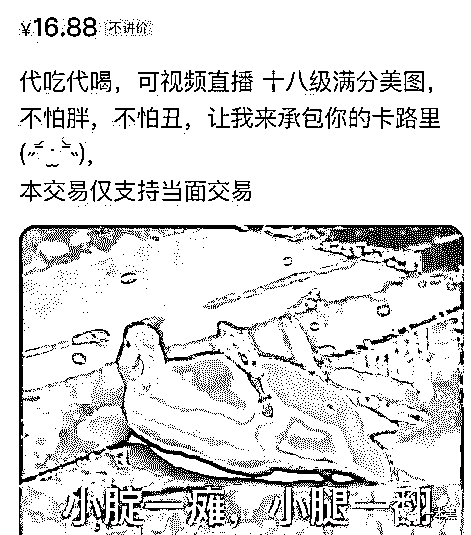 ¥16.88 不讲价
代吃代喝，可视频直播 十八级满分美图，
不怕胖，不怕丑，让我来承包你的卡路里
(˶‾᷄ ⁻̫ ‾᷅˵)，
本交易仅支持当面交易
小腚一瘫，小腿一翻